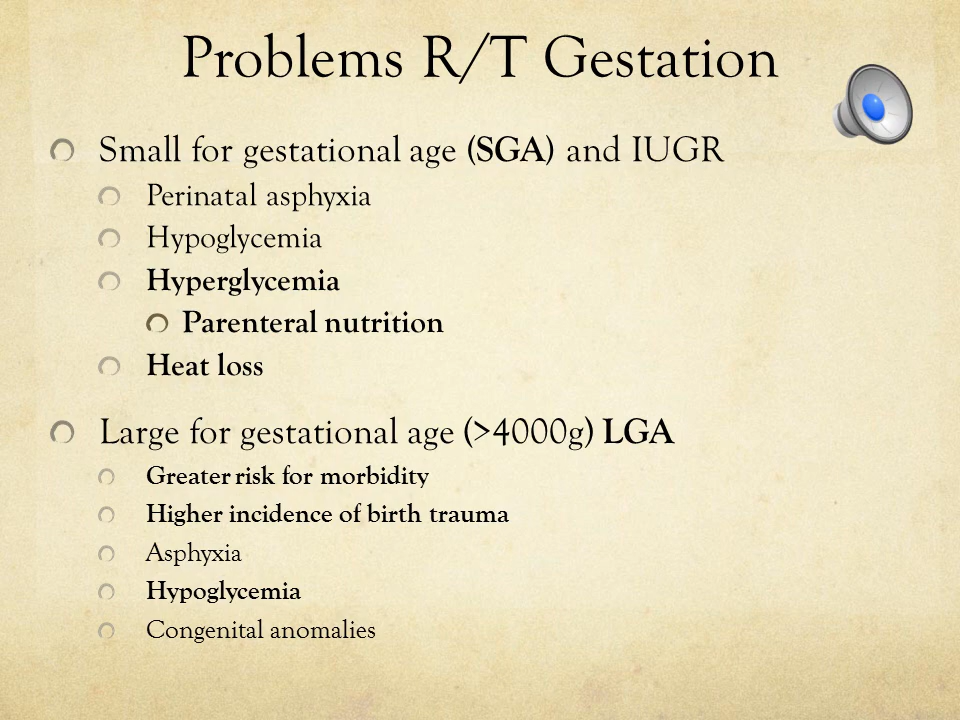 Problems R/T Gestation
Small for gestational age (SGA) and IUGR
Perinatal asphyxia
Hypoglycemia
Hyperglycemia
Parenteral nutrition
Heat loss
Large for gestational age (>4000g) LGA
Greater risk for morbidity
Higher incidence of birth trauma
Asphyxia
Hypoglycemia
Congenital anomalies